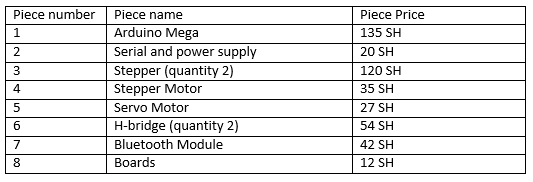 Piece number Piece name Piece Price
1 Arduino Mega 135 SH
2 Serial and power supply 20 SH
3 Stepper (quantity 2) 120 SH
4 Stepper Motor 35 SH
5 Servo Motor 27 SH
6 H-bridge (quantity 2) 54 SH
7 Bluetooth Module 42 SH
8 Boards 12 SH